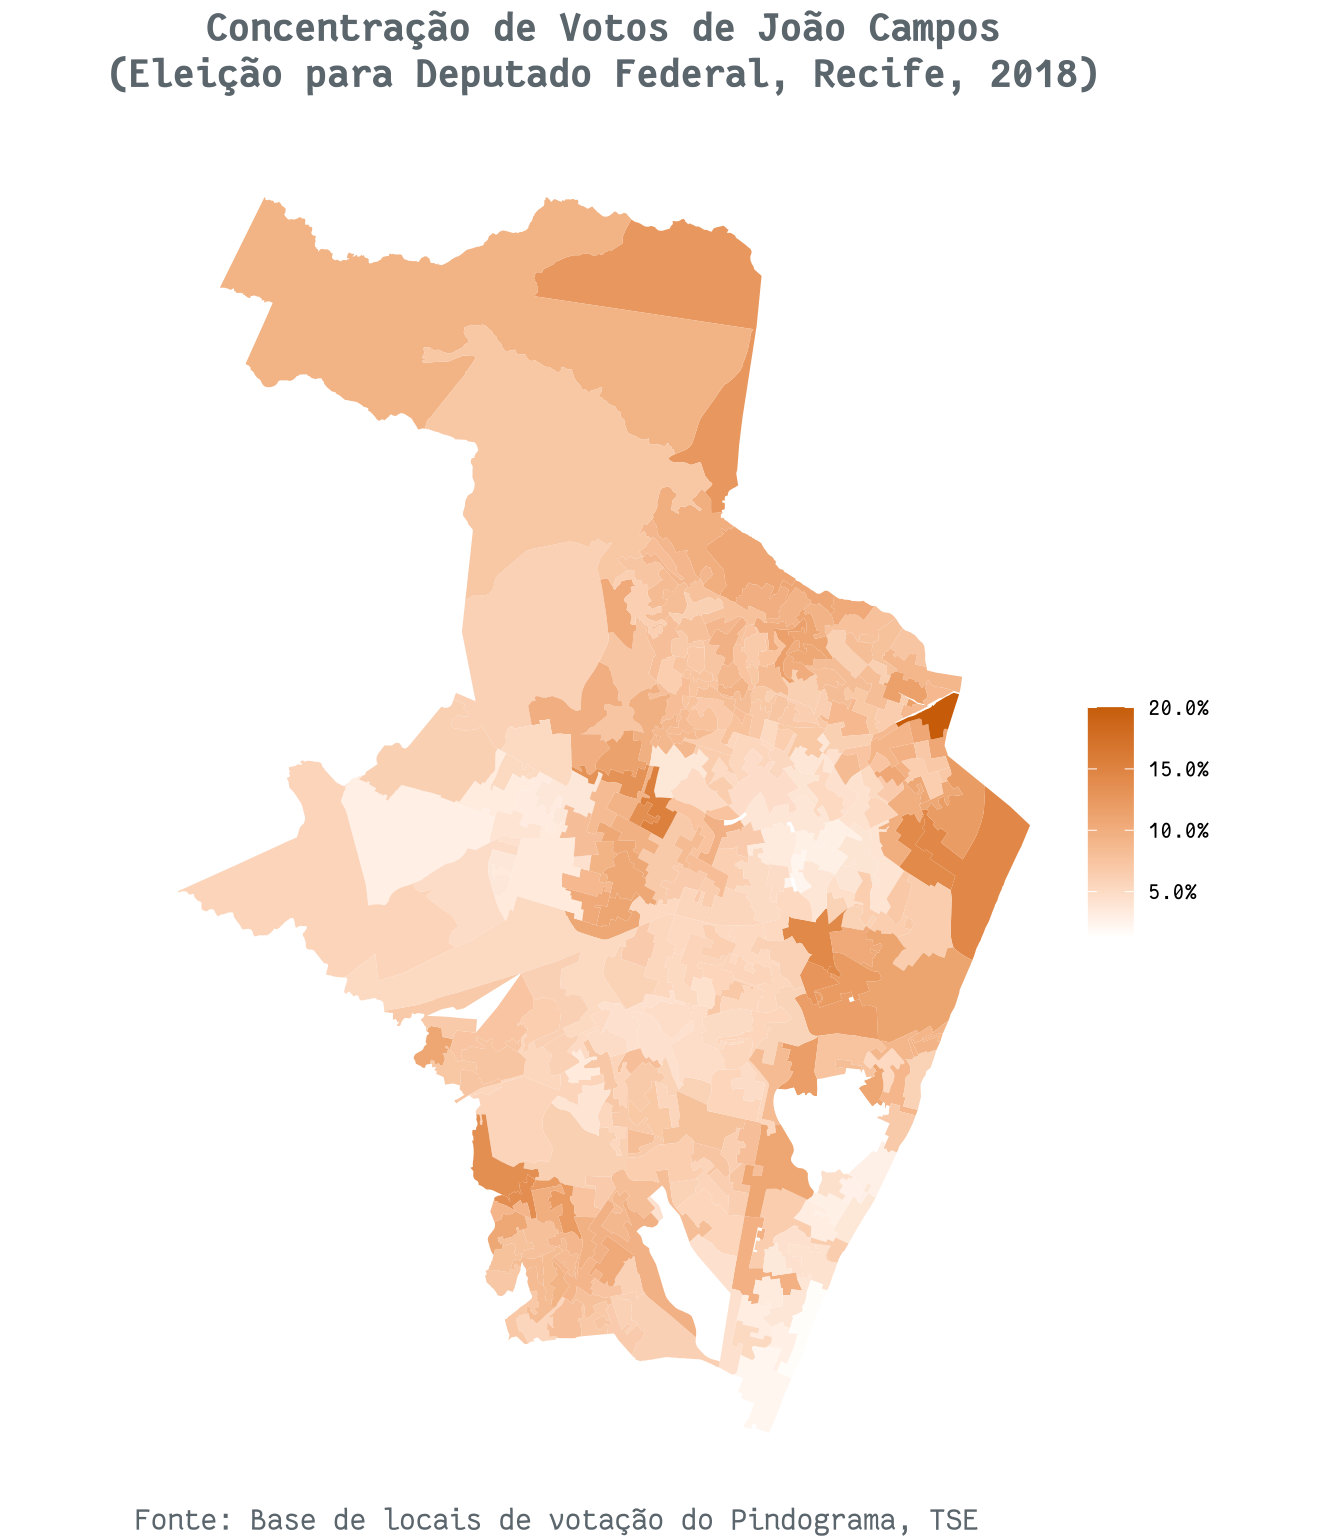 Concentração de Votos de João Campos
(Eleição para Deputado Federal, Recife, 2018)
20.0%
15.0%
10.0%
5.0%
Fonte: Base de locais de votação do Pindograma, TSE